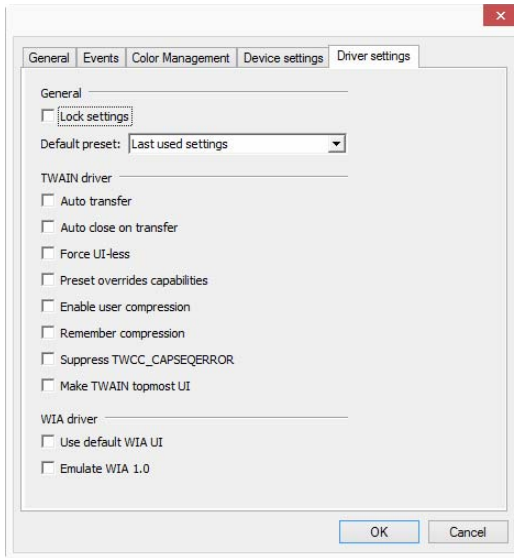 General Events Color Management Device settings Driver settings
General
Lock settings
Default preset: Last used settings
TWAIN driver
Auto transfer
Auto close on transfer
Force UI-less
Preset overrides capabilities
Enable user compression
Remember compression
Suppress TWCC_CAPSEQERROR
Make TWAIN topmost UI
WIA driver
Use default WIA UI
Emulate WIA 1.0
OK Cancel